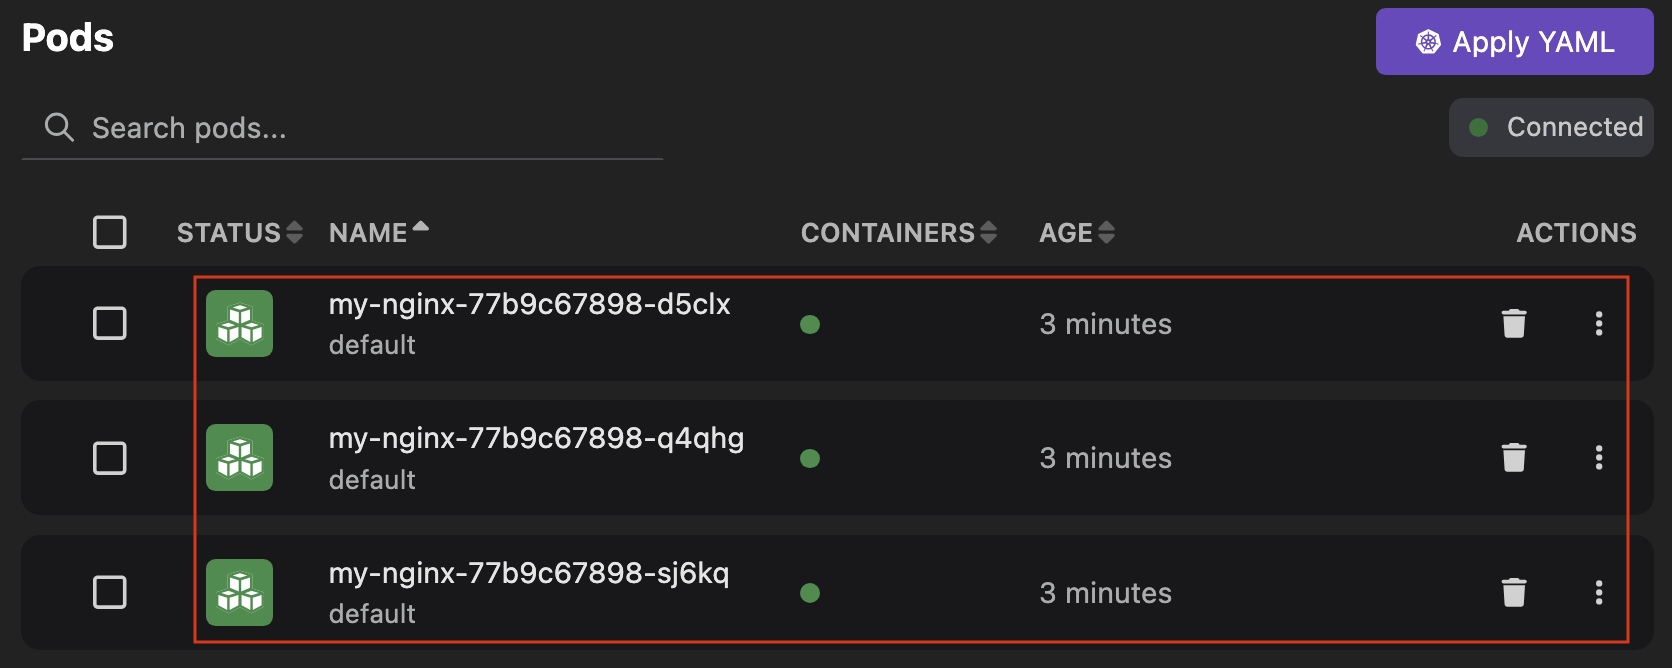 Pods
Apply YAML
Search pods...
Connected
STATUS NAME CONTAINERS AGE ACTIONS
my-nginx-77b9c67898-d5clx
default
3 minutes
my-nginx-77b9c67898-q4qhg
default
3 minutes
my-nginx-77b9c67898-sj6kq
default
3 minutes